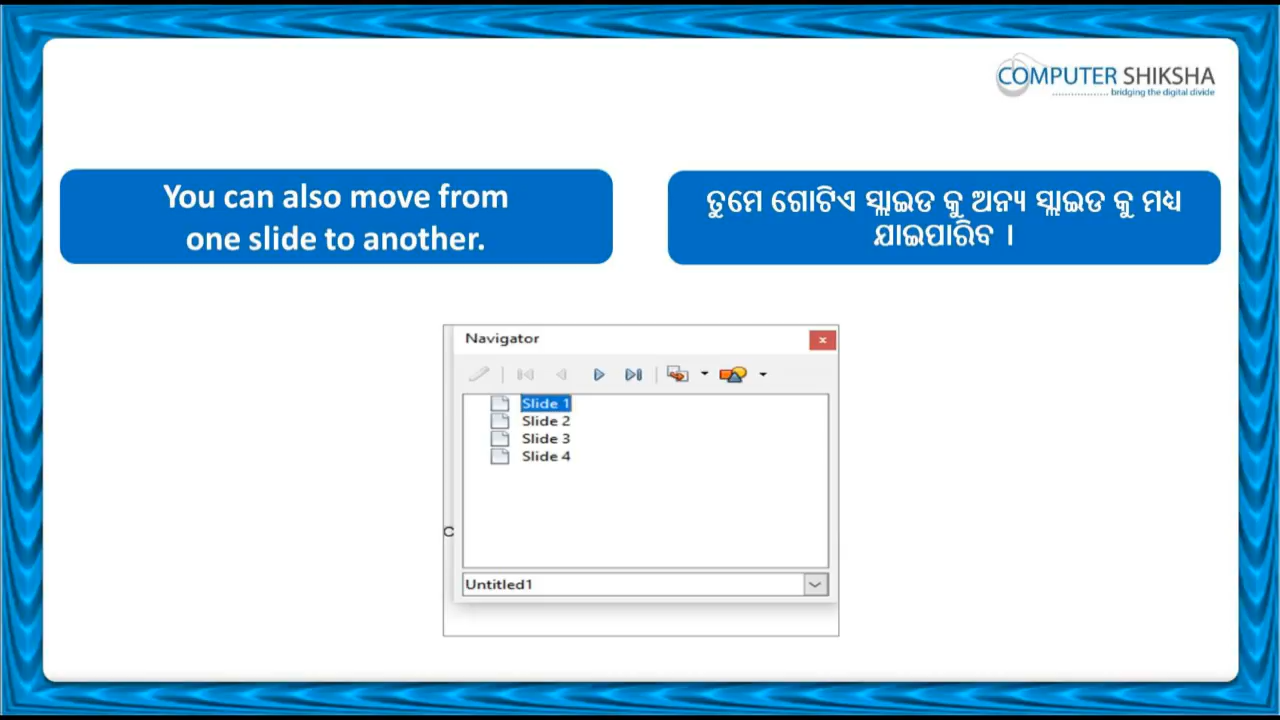 COMPUTER SHIKSHA
bridging the digital divide
You can also move from
one slide to another.
ତୁମେ ଗୋଟିଏ ସ୍ଲାଇଡ କୁ ଅନ୍ୟ ସ୍ଲାଇଡ କୁ ମଧ୍ୟ
ଯାଇପାରିବ ।
Navigator
Slide 1
Slide 2
Slide 3
Slide 4
C
Untitled1